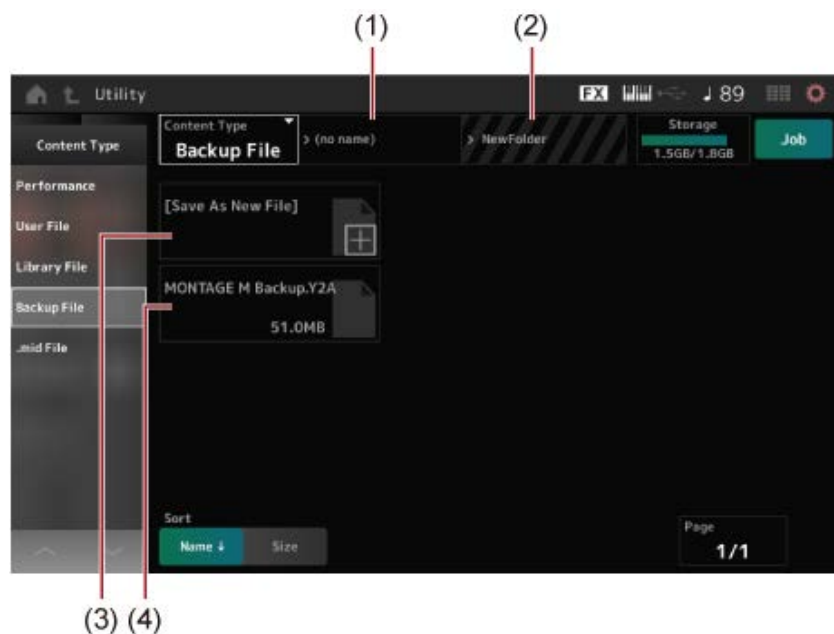 (1) (2)
Utility
FX
♩ 89
Content Type
Content Type
Backup File
> (no name)
> NewFolder
Storage
1.5GB/1.8GB
Job
Performance
User File
Library File
Backup File
.mid File
[Save As New File]
MONTAGE M Backup.Y2A
51.0MB
Sort
Name ↓
Size
Page
1/1
(3) (4)